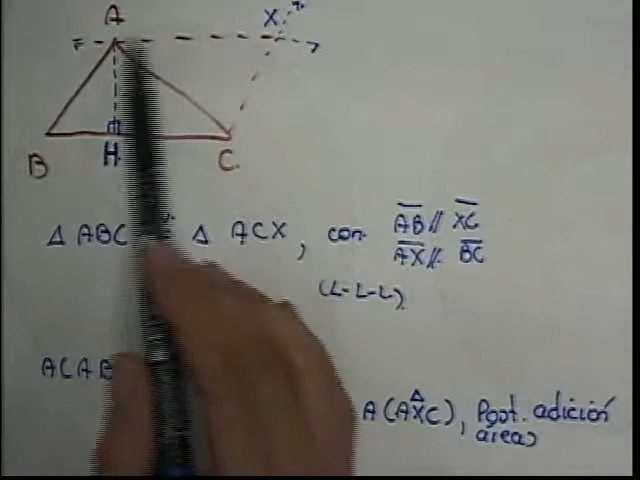 A
X
B
H
C
Δ ABC Δ ACX, con AB // XC
AX // BC
(L-L-L)
A(AB
A(AXC), Post. adición
áreas